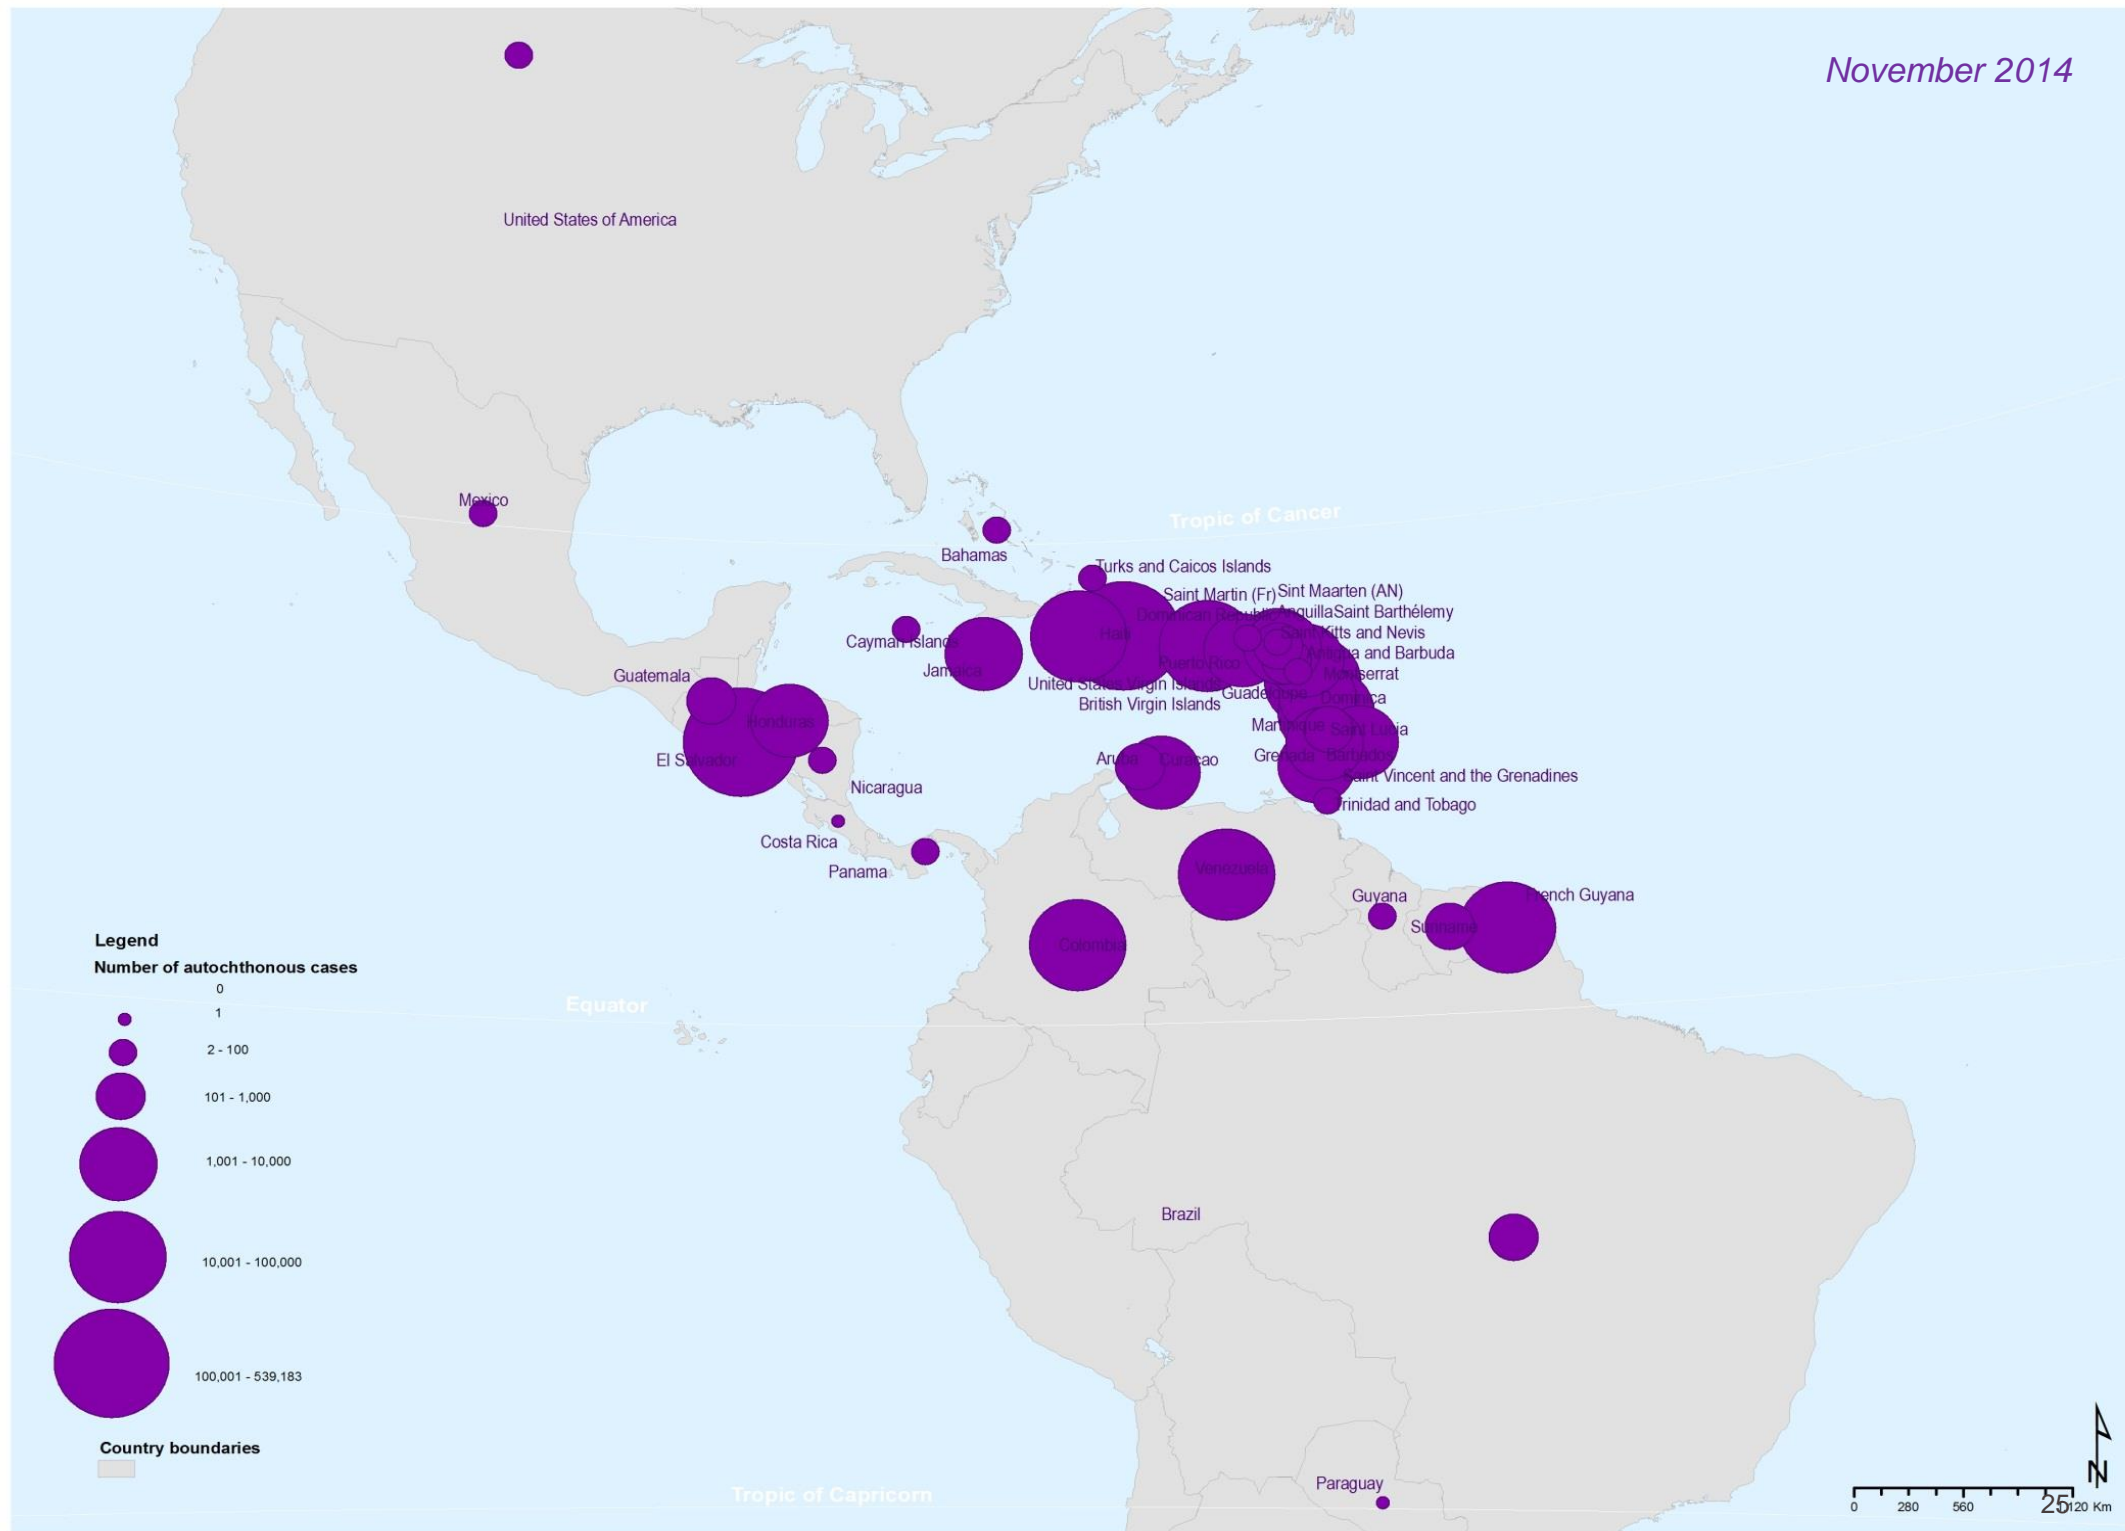 November 2014
United States of America
Mexico
Tropic of Cancer
Bahamas
Turks and Caicos Islands
Saint Martin (Fr)
Sint Maarten (AN)
Dominican Republic
Anguilla
Saint Barthélemy
Haiti
Saint Kitts and Nevis
Cayman Islands
Antigua and Barbuda
Jamaica
Puerto Rico
Guatemala
Montserrat
United States Virgin Islands
Guadeloupe
Dominica
British Virgin Islands
Honduras
Martinique
Saint Lucia
El Salvador
Aruba
Curacao
Grenada
Barbados
Saint Vincent and the Grenadines
Nicaragua
Trinidad and Tobago
Costa Rica
Panama
Venezuela
Guyana
French Guyana
Suriname
Colombia
Legend
Number of autochthonous cases
0
1
2 - 100
101 - 1,000
1,001 - 10,000
10,001 - 100,000
100,001 - 539,183
Country boundaries
Equator
Brazil
Paraguay
Tropic of Capricorn
N
0 280 560 1,120 Km
25